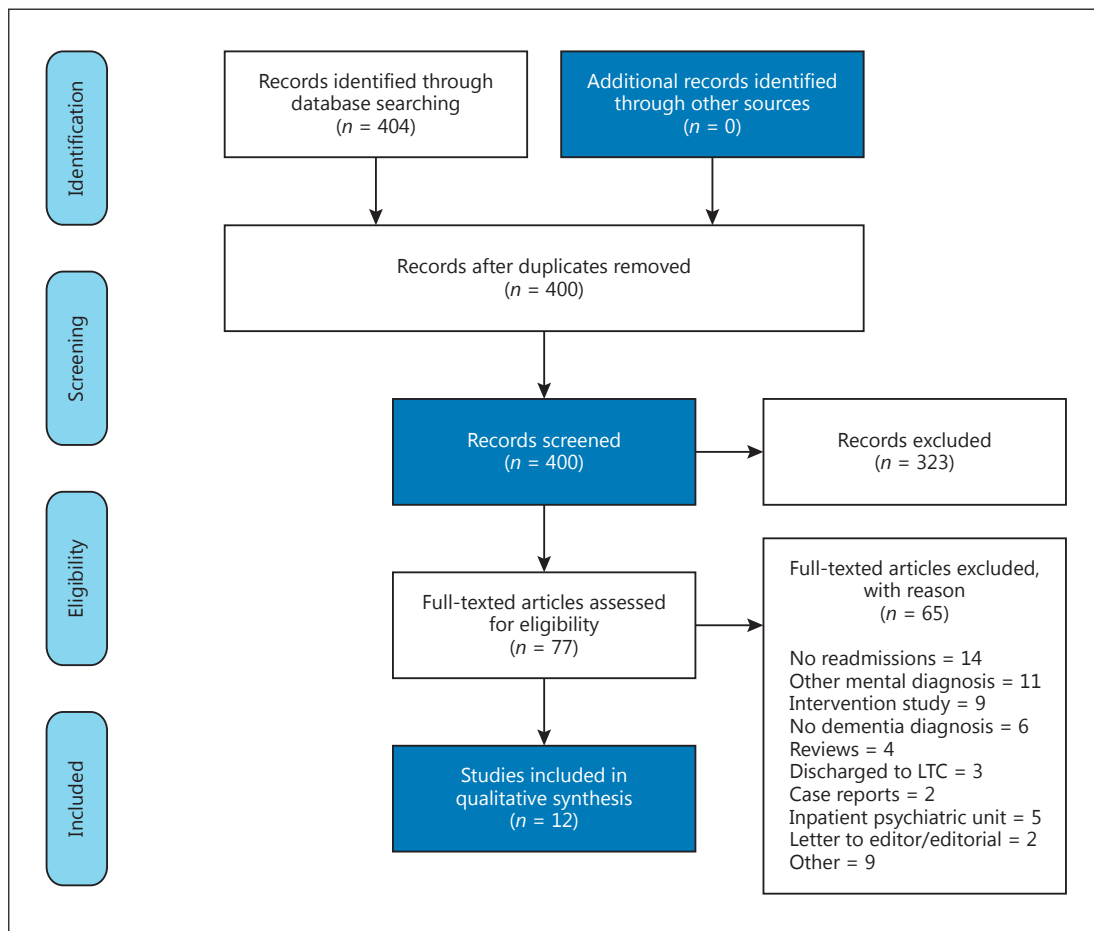 Identification
Records identified through
database searching
(n = 404)
Additional records identified
through other sources
(n = 0)
Records after duplicates removed
(n = 400)
Screening
Records screened
(n = 400)
Records excluded
(n = 323)
Eligibility
Full-texted articles assessed
for eligibility
(n = 77)
Full-texted articles excluded,
with reason
(n = 65)
No readmissions = 14
Other mental diagnosis = 11
Intervention study = 9
No dementia diagnosis = 6
Reviews = 4
Discharged to LTC = 3
Case reports = 2
Inpatient psychiatric unit = 5
Letter to editor/editorial = 2
Other = 9
Included
Studies included in
qualitative synthesis
(n = 12)